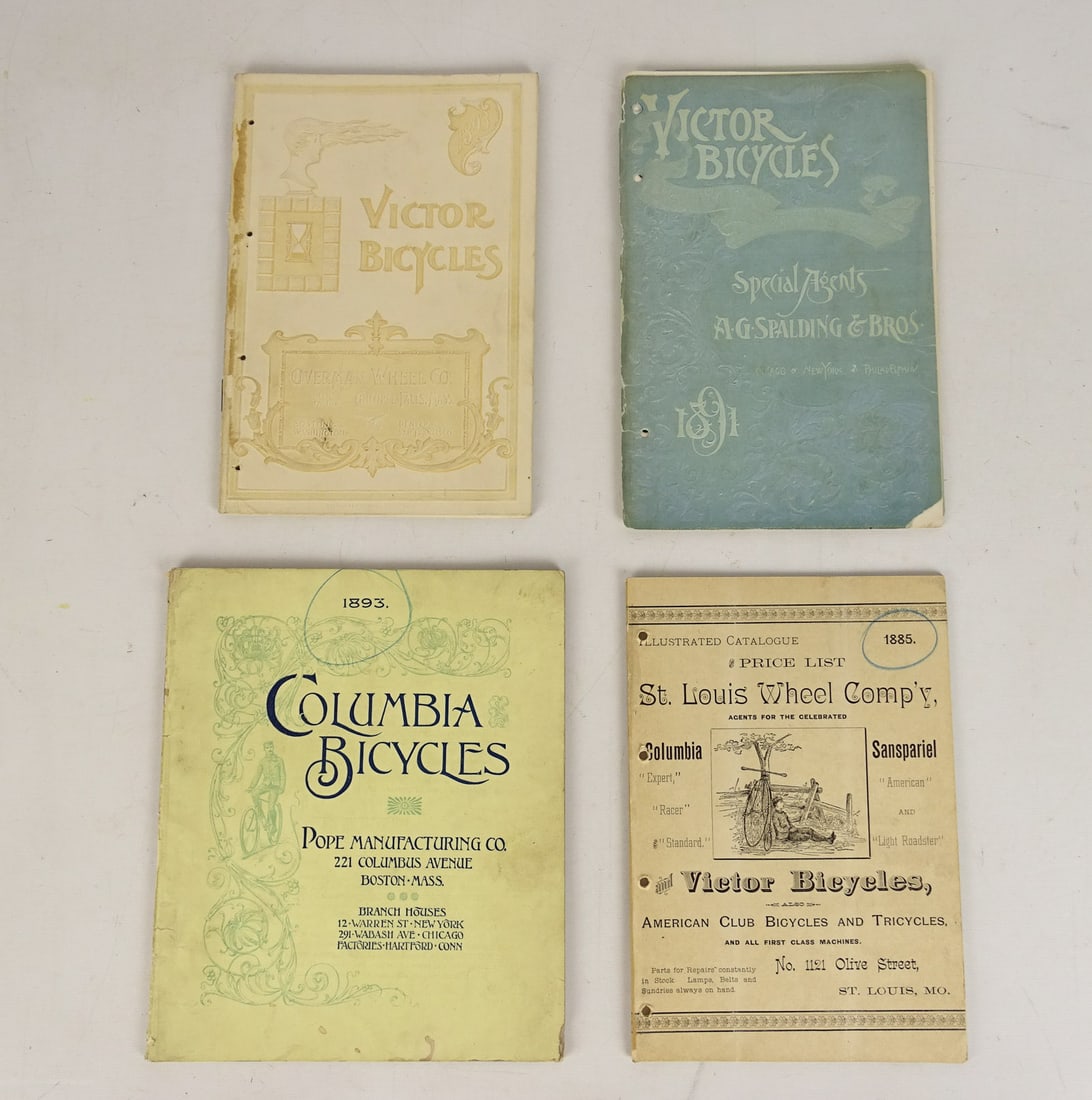 VICTOR
BICYCLES
OVERMAN WHEEL CO.
VICTOR
BICYCLES
Special Agents
A·G·SPALDING & BROS·
NEW YORK & PHILADELPHIA
1891
1893.
COLUMBIA
BICYCLES
POPE MANUFACTURING CO.
221 COLUMBUS AVENUE
BOSTON·MASS.
BRANCH HOUSES
12·WARREN ST·NEW YORK
291·WABASH AVE·CHICAGO
FACTORIES·HARTFORD·CONN
ILLUSTRATED CATALOGUE
1885.
& PRICE LIST
St. Louis Wheel Comp'y,
AGENTS FOR THE CELEBRATED
Columbia
"Expert,"
"Racer"
& "Standard,"
Sanspariel
"American"
AND
"Light Roadster"
and Victor Bicycles,
ALSO
AMERICAN CLUB BICYCLES AND TRICYCLES,
AND ALL FIRST CLASS MACHINES.
Parts for Repairs" constantly
in Stock Lamps, Belts and
Sundries always on hand.
No. 1121 Olive Street,
ST. LOUIS, MO.